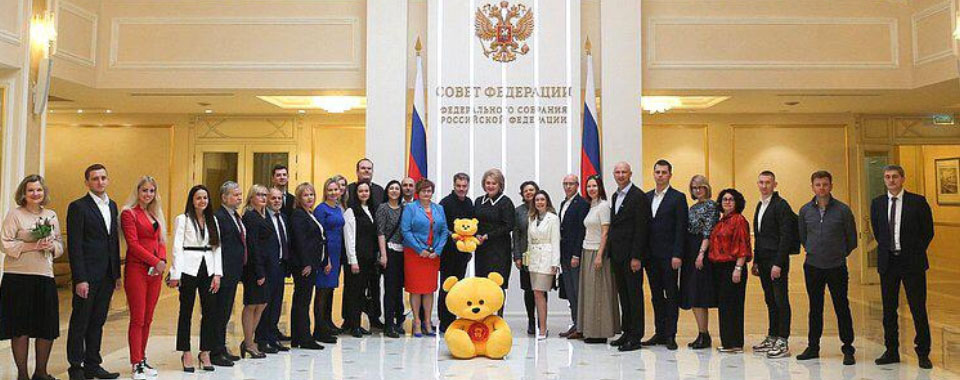 СОВЕТ ФЕДЕРАЦИИ
ФЕДЕРАЛЬНОГО СОБРАНИЯ
РОССИЙСКОЙ ФЕДЕРАЦИИ